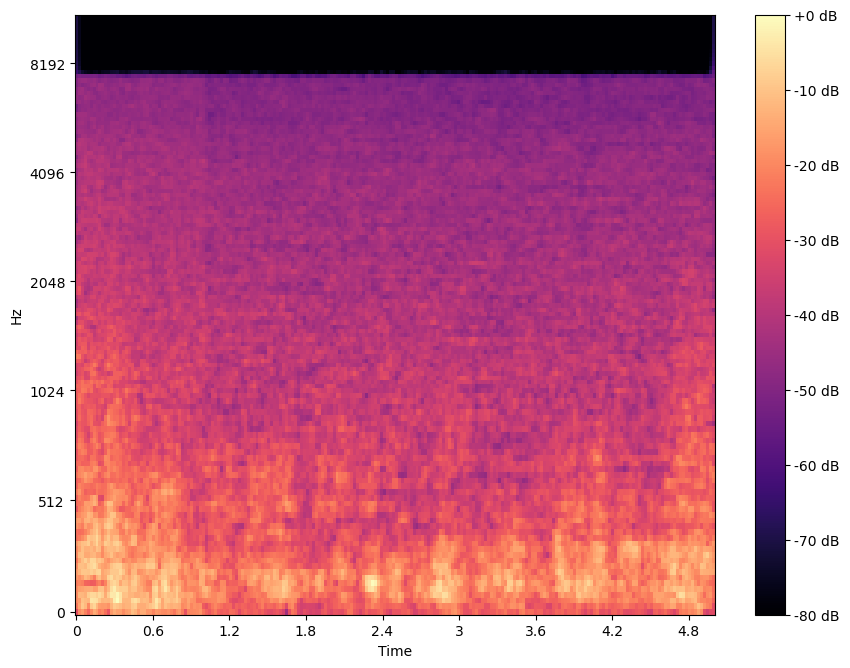 +0 dB
8192
-10 dB
4096
-20 dB
-30 dB
2048
Hz
-40 dB
1024
-50 dB
-60 dB
512
-70 dB
0
-80 dB
0 0.6 1.2 1.8 2.4 3 3.6 4.2 4.8
Time